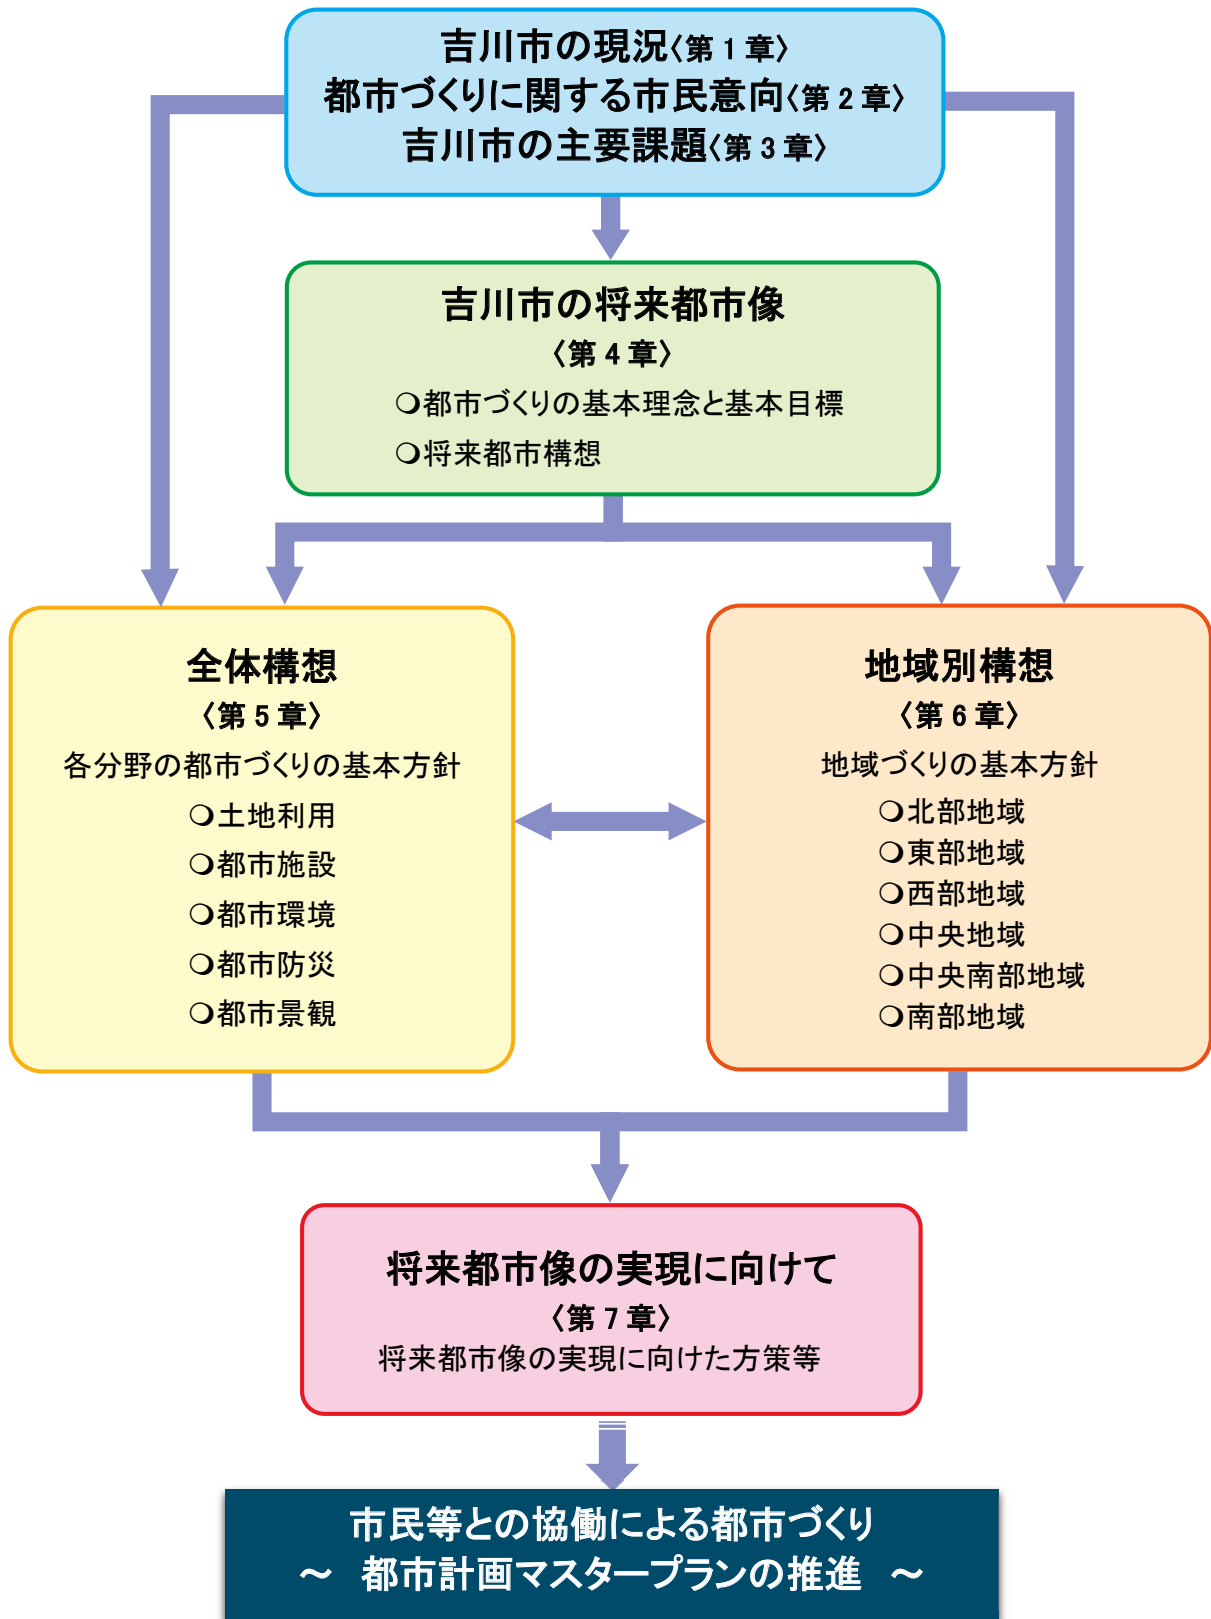 吉川市の現況〈第1章〉
都市づくりに関する市民意向〈第2章〉
吉川市の主要課題〈第3章〉
吉川市の将来都市像
〈第4章〉
○都市づくりの基本理念と基本目標
○将来都市構想
全体構想
〈第5章〉
各分野の都市づくりの基本方針
○土地利用
○都市施設
○都市環境
○都市防災
○都市景観
地域別構想
〈第6章〉
地域づくりの基本方針
○北部地域
○東部地域
○西部地域
○中央地域
○中央南部地域
○南部地域
将来都市像の実現に向けて
〈第7章〉
将来都市像の実現に向けた方策等
市民等との協働による都市づくり
～ 都市計画マスタープランの推進 ～